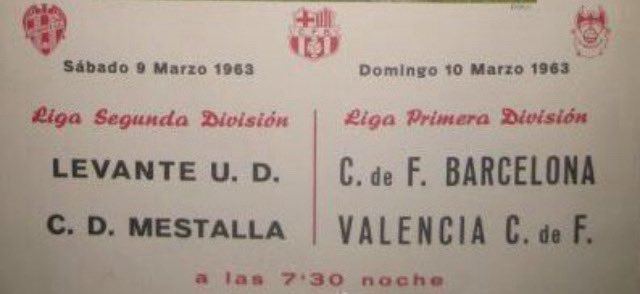 Sábado 9 Marzo 1963
Liga Segunda División
LEVANTE U. D.
C. D. MESTALLA
Domingo 10 Marzo 1963
Liga Primera División
C. de F. BARCELONA
VALENCIA C. de F.
a las 7'30 noche